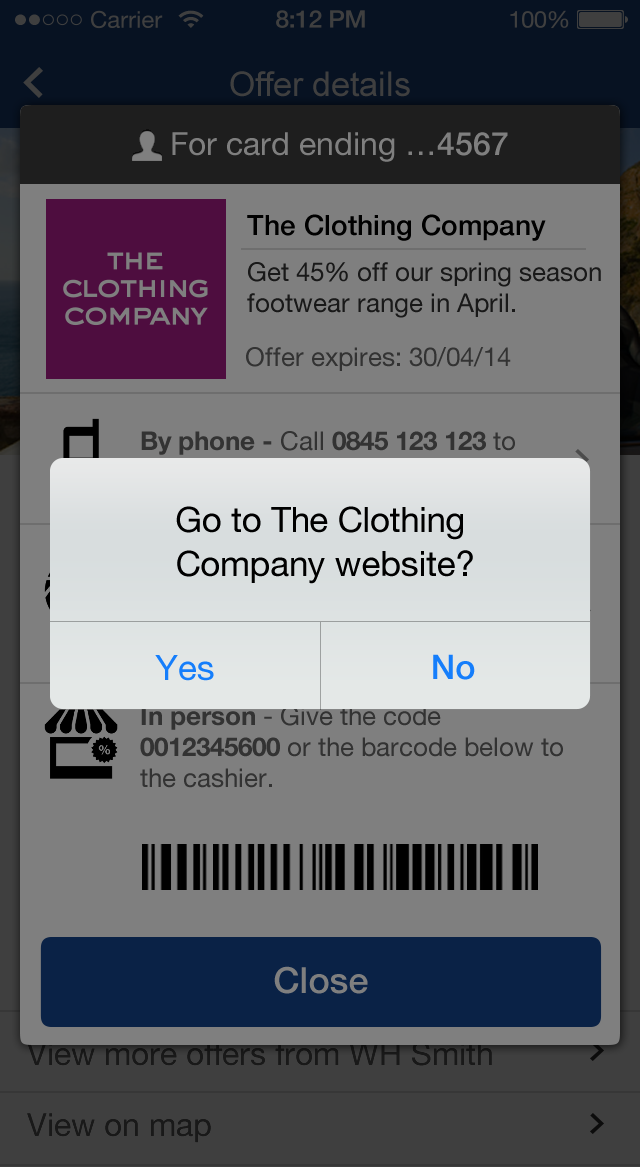 Carrier 8:12 PM 100%
Offer details
For card ending ...4567
THE
CLOTHING
COMPANY
The Clothing Company
Get 45% off our spring season
footwear range in April.
Offer expires: 30/04/14
By phone - Call 0845 123 123 to
Go to The Clothing
Company website?
Yes No
In person - Give the code
0012345600 or the barcode below to
the cashier.
%
Close
View more offers from WH Smith
View on map